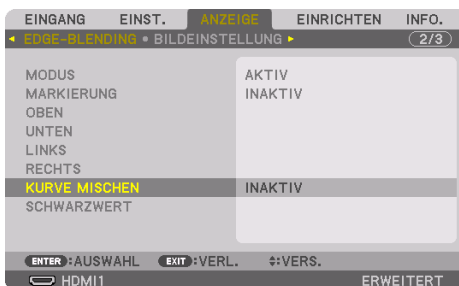 EINGANG EINST. ANZEIGE EINRICHTEN INFO.
EDGE-BLENDING • BILDEINSTELLUNG 2/3
MODUS AKTIV
MARKIERUNG INAKTIV
OBEN
UNTEN
LINKS
RECHTS
KURVE MISCHEN INAKTIV
SCHWARZWERT
ENTER :AUSWAHL EXIT :VERL. :VERS.
HDMI1 ERWEITERT